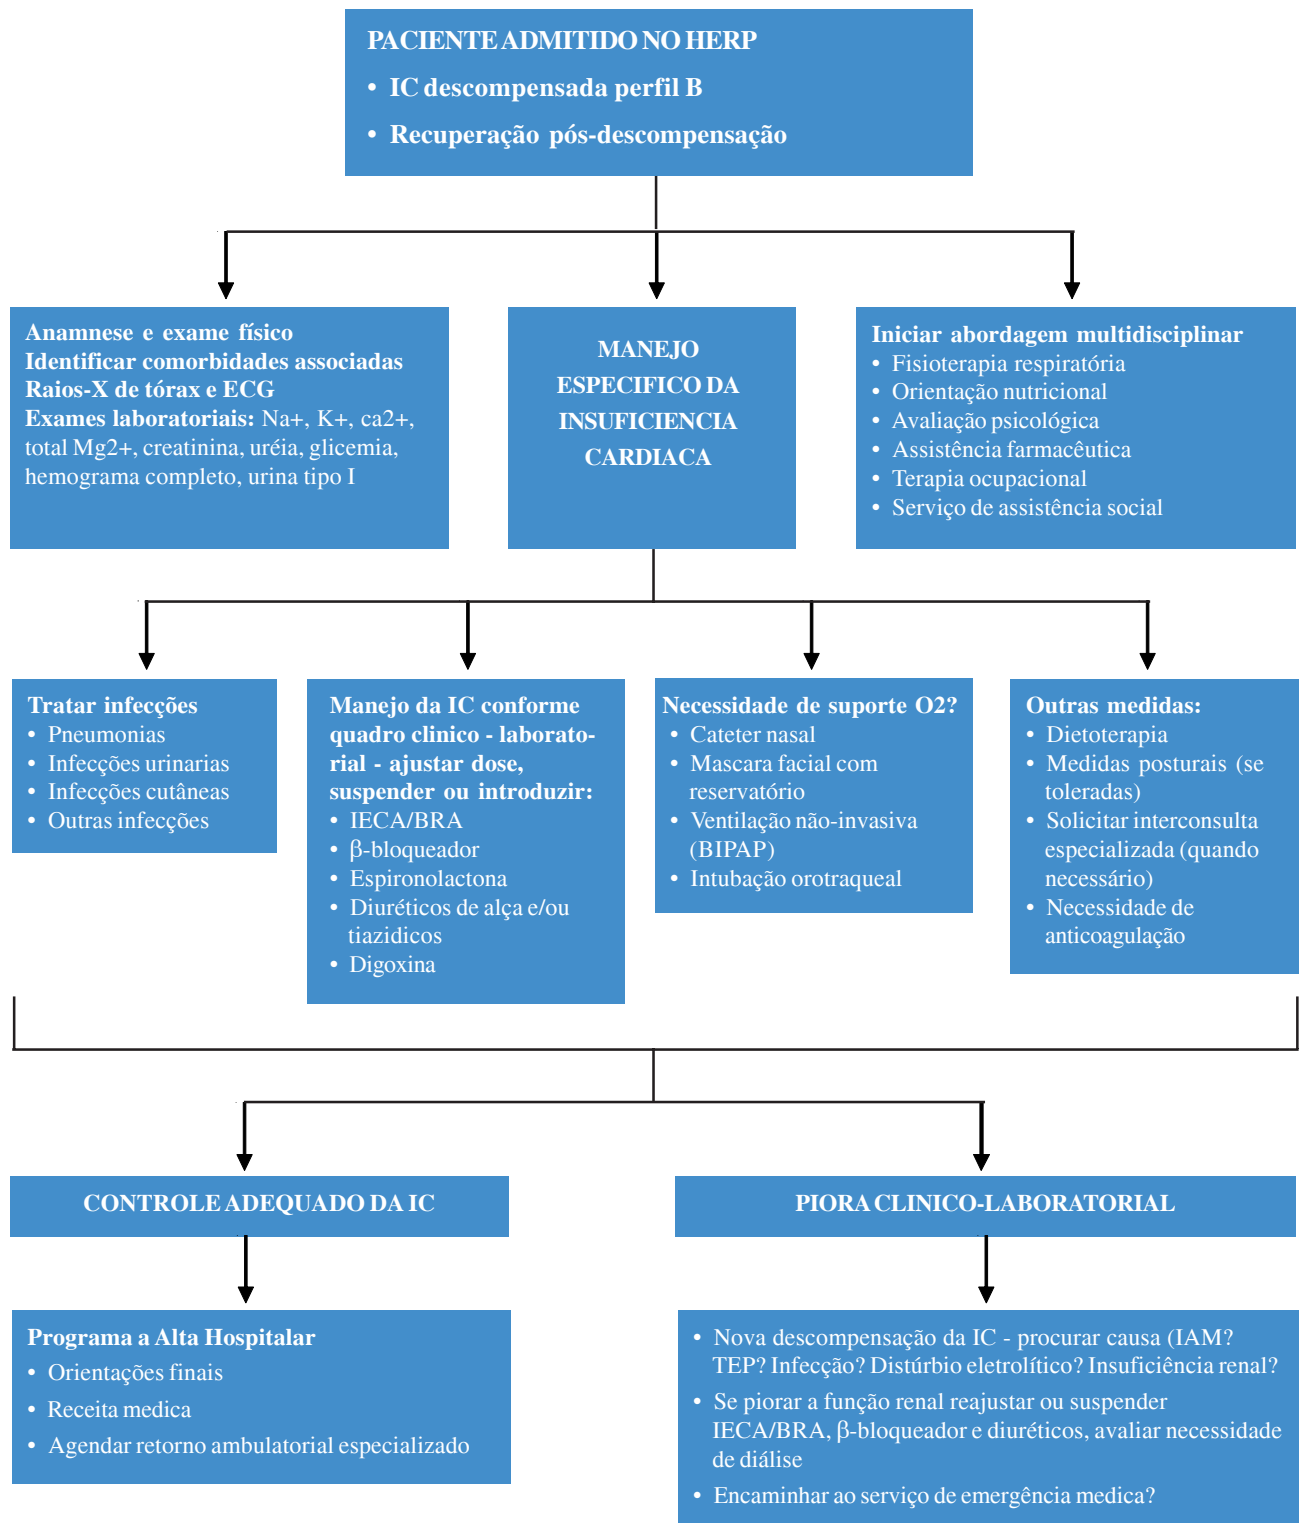 PACIENTE ADMITIDO NO HERP
• IC descompensada perfil B
• Recuperação pós-descompensação
Anamnese e exame físico
Identificar comorbidades associadas
Raios-X de tórax e ECG
Exames laboratoriais: Na+, K+, ca2+,
total Mg2+, creatinina, uréia, glicemia,
hemograma completo, urina tipo I
MANEJO
ESPECIFICO DA
INSUFICIENCIA
CARDIACA
Iniciar abordagem multidisciplinar
• Fisioterapia respiratória
• Orientação nutricional
• Avaliação psicológica
• Assistência farmacêutica
• Terapia ocupacional
• Serviço de assistência social
Tratar infecções
• Pneumonias
• Infecções urinarias
• Infecções cutâneas
• Outras infecções
Manejo da IC conforme
quadro clinico - laborato-
rial - ajustar dose,
suspender ou introduzir:
• IECA/BRA
• β-bloqueador
• Espironolactona
• Diuréticos de alça e/ou
tiazidicos
• Digoxina
Necessidade de suporte O2?
• Cateter nasal
• Mascara facial com
reservatório
• Ventilação não-invasiva
(BIPAP)
• Intubação orotraqueal
Outras medidas:
• Dietoterapia
• Medidas posturais (se
toleradas)
• Solicitar interconsulta
especializada (quando
necessário)
• Necessidade de
anticoagulação
CONTROLE ADEQUADO DA IC
PIORA CLINICO-LABORATORIAL
Programa a Alta Hospitalar
• Orientações finais
• Receita medica
• Agendar retorno ambulatorial especializado
• Nova descompensação da IC - procurar causa (IAM?
TEP? Infecção? Distúrbio eletrolítico? Insuficiência renal?
• Se piorar a função renal reajustar ou suspender
IECA/BRA, β-bloqueador e diuréticos, avaliar necessidade
de diálise
• Encaminhar ao serviço de emergência medica?